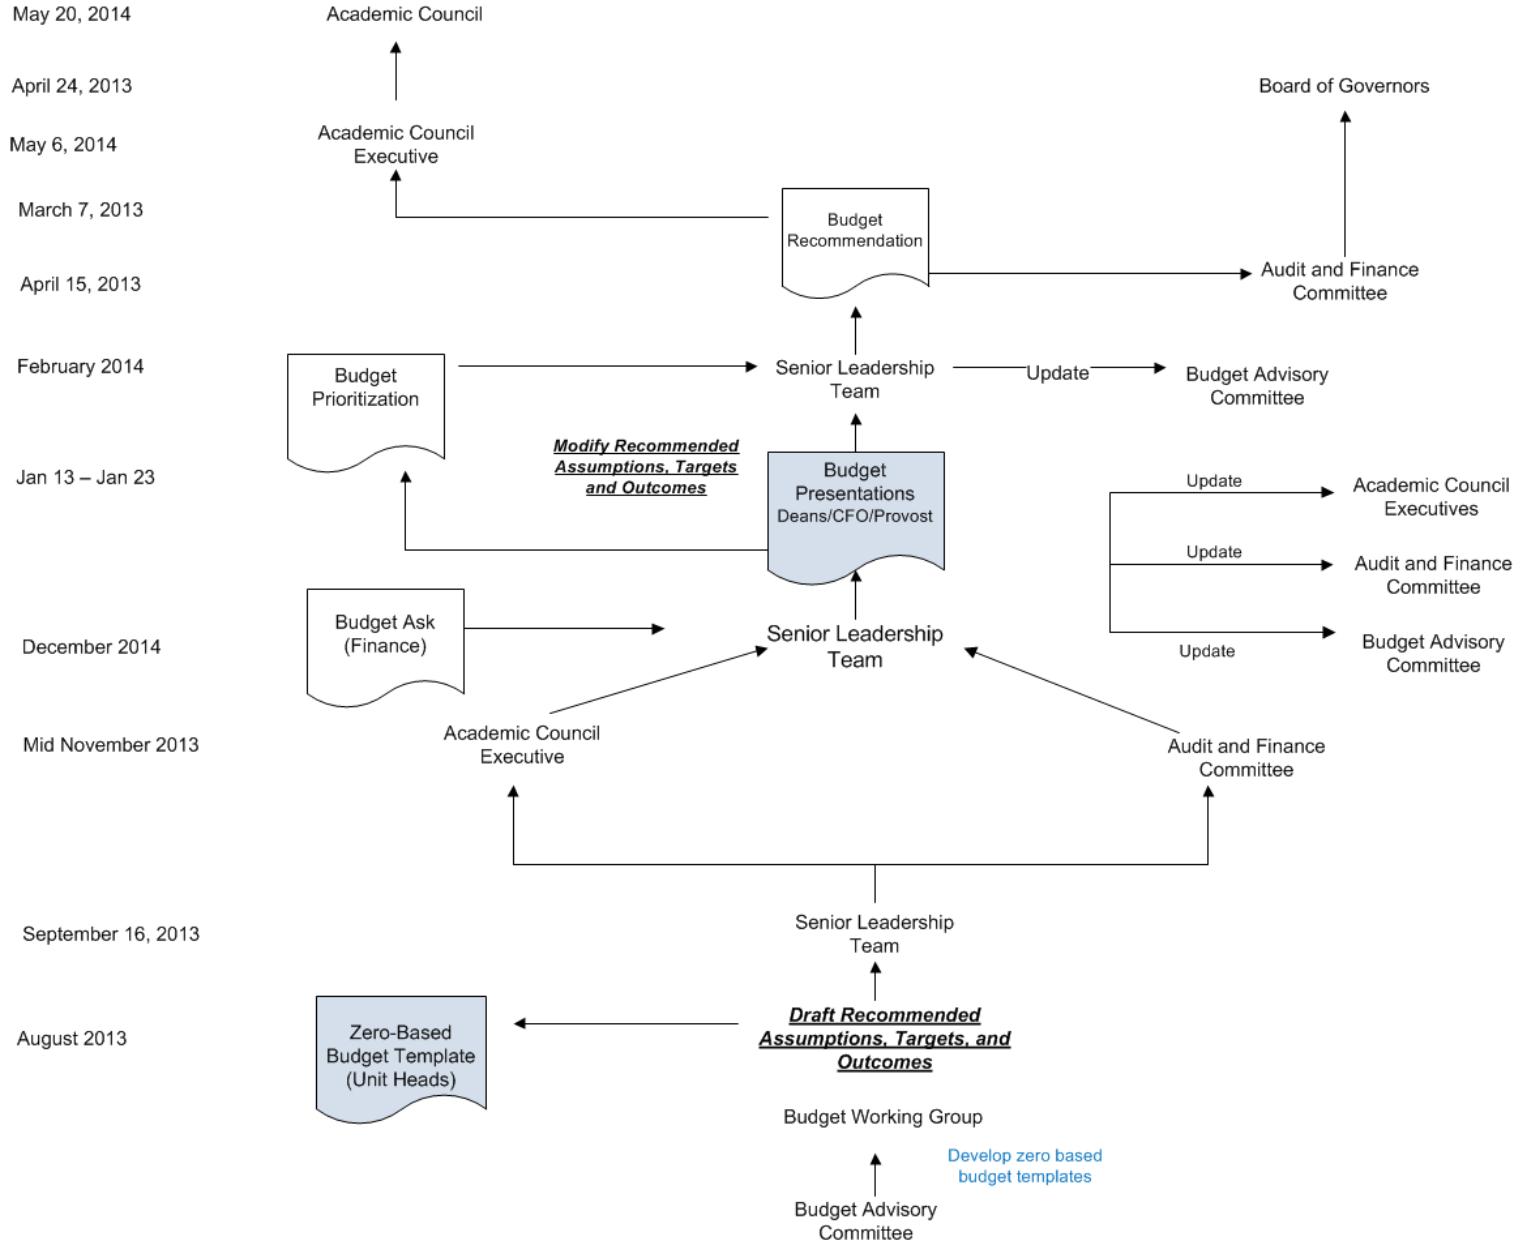 May 20, 2014
Academic Council
April 24, 2013
Board of Governors
May 6, 2014
Academic Council
Executive
March 7, 2013
Budget
Recommendation
April 15, 2013
Audit and Finance
Committee
February 2014
Budget
Prioritization
Senior Leadership
Team
Update
Budget Advisory
Committee
Modify Recommended
Assumptions, Targets
and Outcomes
Jan 13 – Jan 23
Budget
Presentations
Deans/CFO/Provost
Update
Academic Council
Executives
Update
Audit and Finance
Committee
Update
Budget Advisory
Committee
December 2014
Budget Ask
(Finance)
Senior Leadership
Team
Mid November 2013
Academic Council
Executive
Audit and Finance
Committee
September 16, 2013
Senior Leadership
Team
August 2013
Zero-Based
Budget Template
(Unit Heads)
Draft Recommended
Assumptions, Targets, and
Outcomes
Budget Working Group
Develop zero based
budget templates
Budget Advisory
Committee